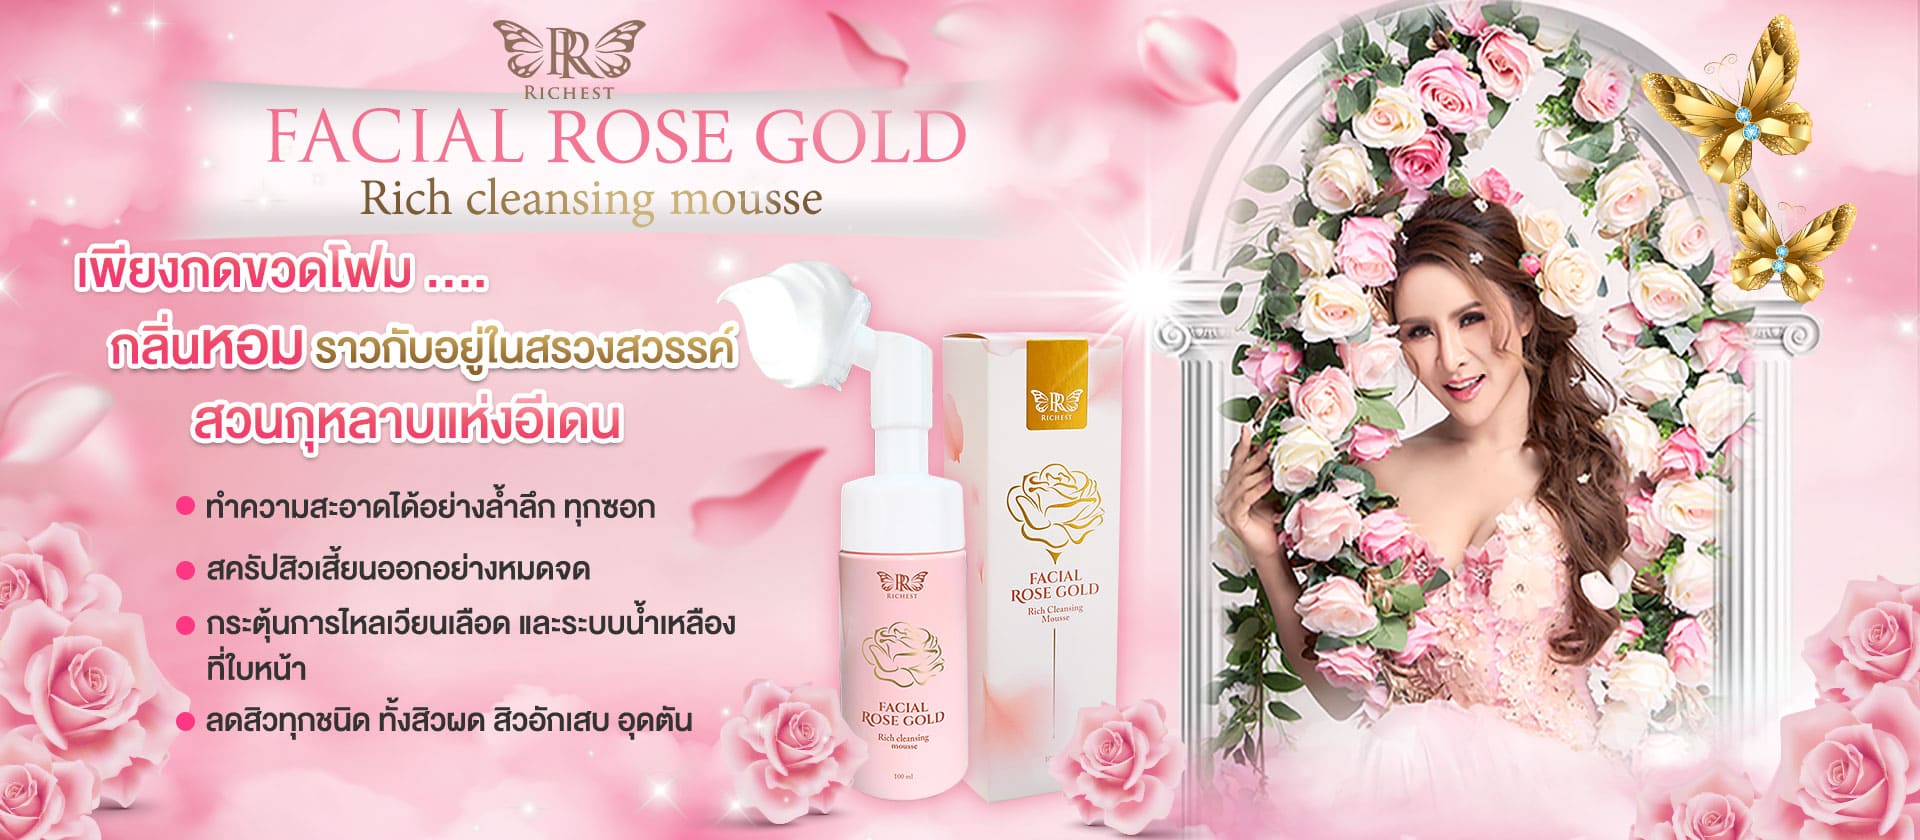 PR
RICHEST
FACIAL ROSE GOLD
Rich cleansing mousse
เพียงกดขวดโฟม ....
กลิ่นหอม ราวกับอยู่ในสรวงสวรรค์
สวนกุหลาบแห่งอีเดน
ทำความสะอาดได้อย่างล้ำลึก ทุกซอก
สครัปสิวเสี้ยนออกอย่างหมดจด
กระตุ้นการไหลเวียนเลือด และระบบน้ำเหลือง
ที่ใบหน้า
ลดสิวทุกชนิด ทั้งสิวผด สิวอักเสบ อุดตัน
PR
RICHEST
FACIAL
ROSE GOLD
Rich cleansing
mousse
100 ml
PR
RICHEST
FACIAL
ROSE GOLD
Rich Cleansing
Mousse